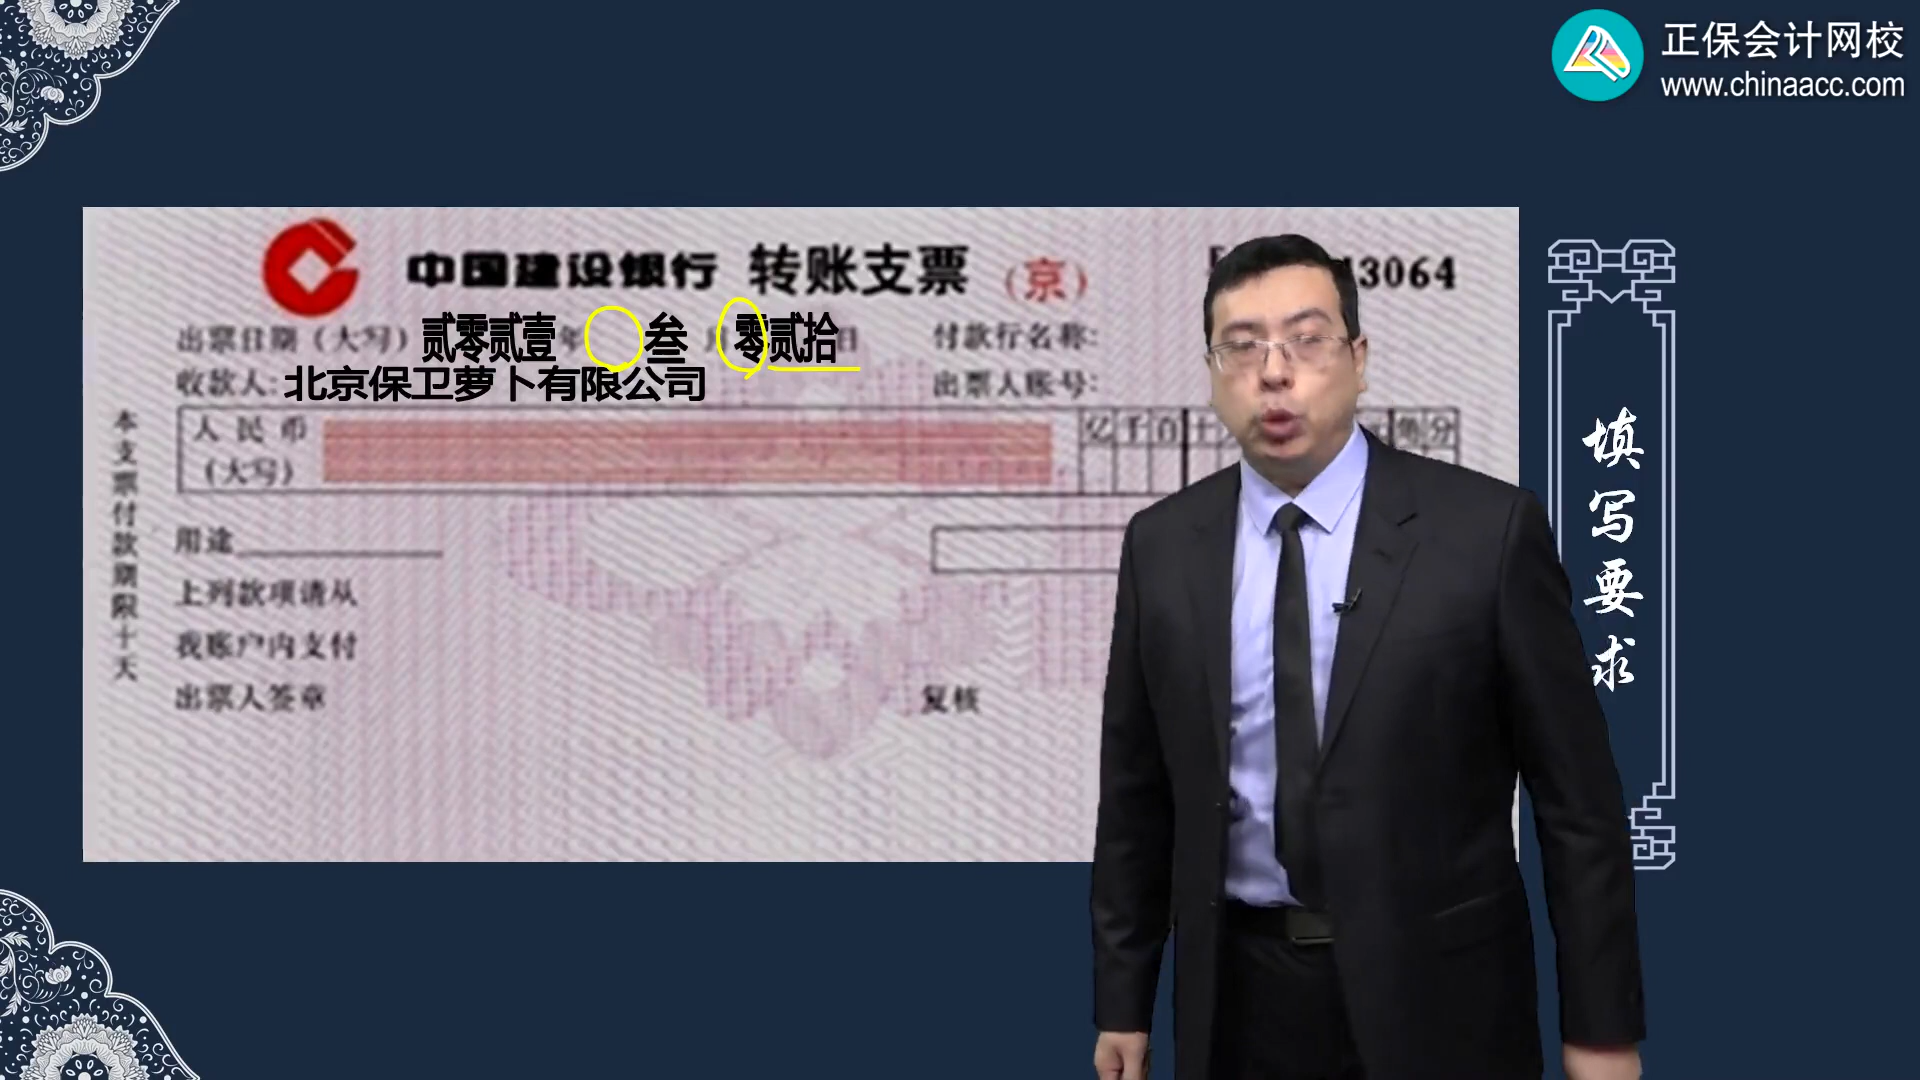 正保会计网校
www.chinaacc.com
中国建设银行 转账支票 (京)
13064
出票日期(大写) 贰零贰壹年 叁 月 零贰拾日
付款行名称:
收款人: 北京保卫萝卜有限公司
出票人账号:
人民币
(大写)
亿千百十
角分
本支票付款期限十天
用途
上列款项请从
我账户内支付
出票人签章
复核
填写要求